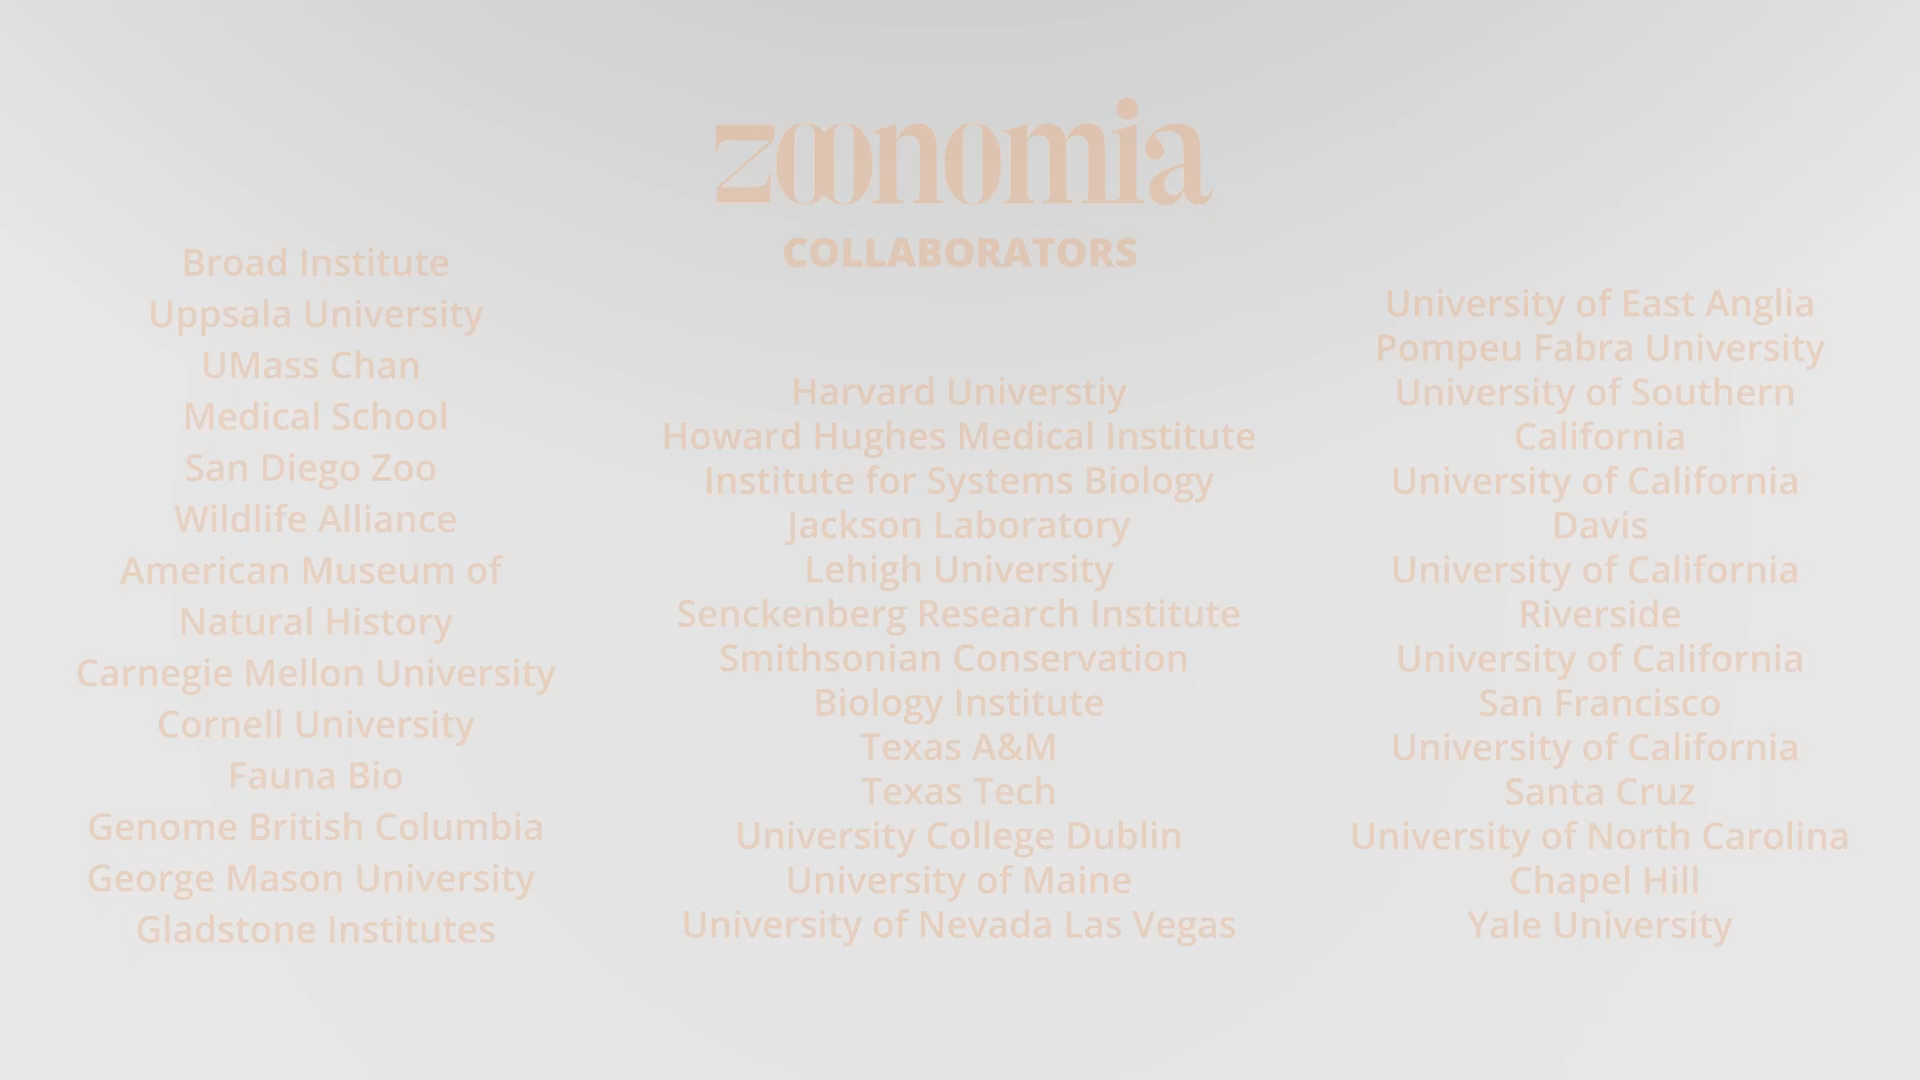 zoonomia
COLLABORATORS
Broad Institute
Uppsala University
UMass Chan
Medical School
San Diego Zoo
Wildlife Alliance
American Museum of
Natural History
Carnegie Mellon University
Cornell University
Fauna Bio
Genome British Columbia
George Mason University
Gladstone Institutes
Harvard Universtiy
Howard Hughes Medical Institute
Institute for Systems Biology
Jackson Laboratory
Lehigh University
Senckenberg Research Institute
Smithsonian Conservation
Biology Institute
Texas A&M
Texas Tech
University College Dublin
University of Maine
University of Nevada Las Vegas
University of East Anglia
Pompeu Fabra University
University of Southern
California
University of California
Davis
University of California
Riverside
University of California
San Francisco
University of California
Santa Cruz
University of North Carolina
Chapel Hill
Yale University